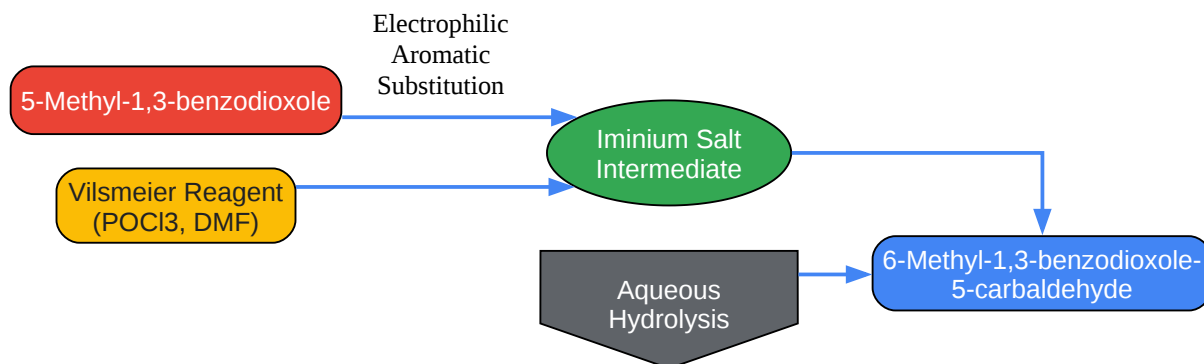 Electrophilic
Aromatic
Substitution
5-Methyl-1,3-benzodioxole
Iminium Salt
Intermediate
Vilsmeier Reagent
(POCl3, DMF)
6-Methyl-1,3-benzodioxole-
5-carbaldehyde
Aqueous
Hydrolysis